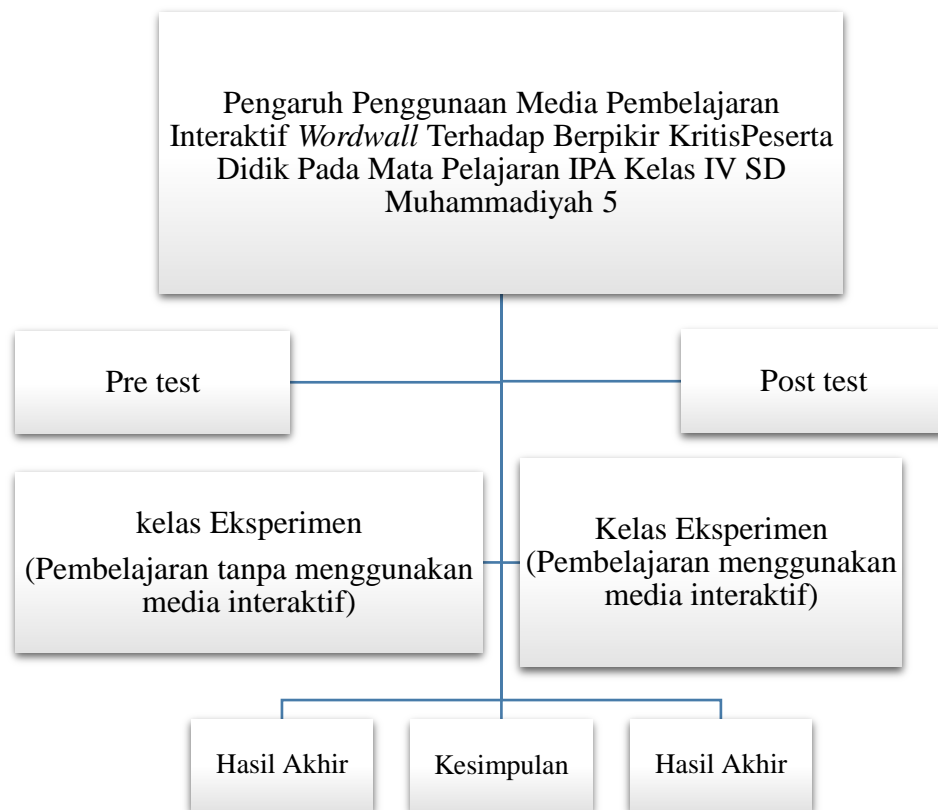 Pengaruh Penggunaan Media Pembelajaran
Interaktif Wordwall Terhadap Berpikir KritisPeserta
Didik Pada Mata Pelajaran IPA Kelas IV SD
Muhammadiyah 5
Pre test
Post test
kelas Eksperimen
(Pembelajaran tanpa menggunakan
media interaktif)
Kelas Eksperimen
(Pembelajaran menggunakan
media interaktif)
Hasil Akhir
Kesimpulan
Hasil Akhir